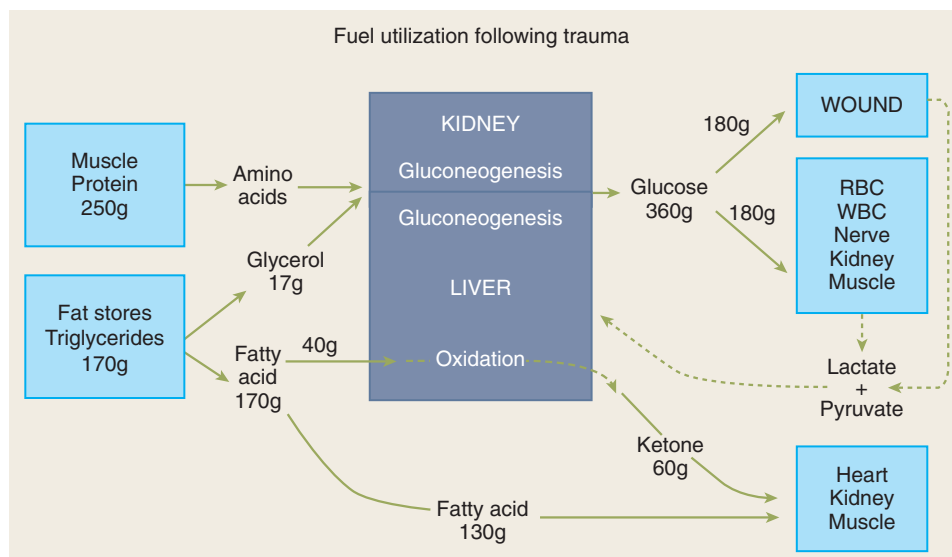 Fuel utilization following trauma
Muscle
Protein
250g
Amino
acids
Fat stores
Triglycerides
170g
Glycerol
17g
Fatty
acid
170g
40g
KIDNEY
Gluconeogenesis
Gluconeogenesis
LIVER
Oxidation
Glucose
360g
180g
180g
WOUND
RBC
WBC
Nerve
Kidney
Muscle
Lactate
+
Pyruvate
Ketone
60g
Fatty acid
130g
Heart
Kidney
Muscle